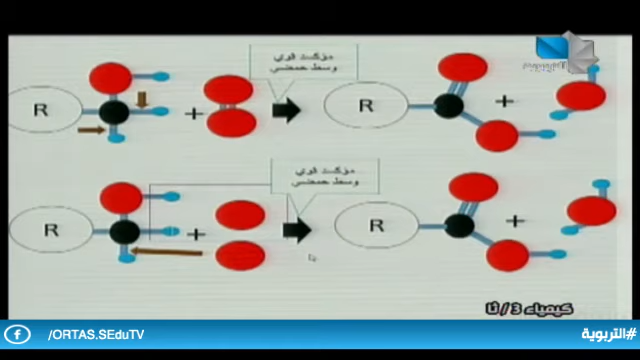 مؤكسد قوي
وسط حمضي
R
+
R
+
مؤكسد قوي
وسط حمضي
R
+
R
+
كيمياء 3 / ثا
/ORTAS.SEduTV
#التربوية